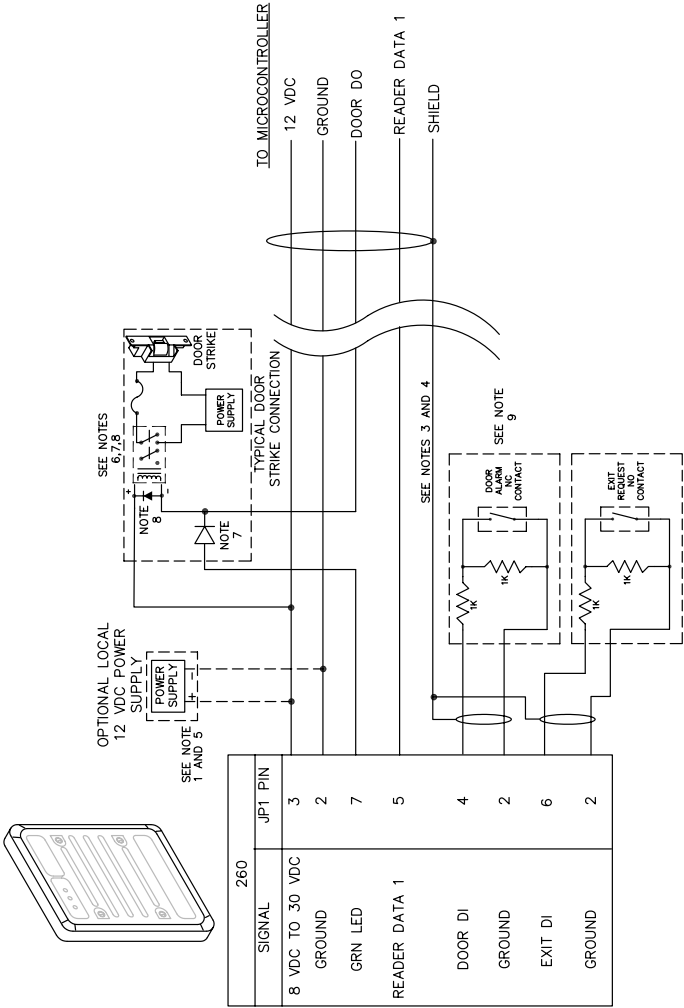 TO MICROCONTROLLER
12 VDC
GROUND
DOOR DO
READER DATA 1
SHIELD
SEE NOTES
6,7,8
+
-
NOTE
8
DOOR
STRIKE
POWER
SUPPLY
TYPICAL DOOR
STRIKE CONNECTION
NOTE
7
OPTIONAL LOCAL
12 VDC POWER
SUPPLY
POWER
SUPPLY
+ -
SEE NOTE
1 AND 5
SEE NOTES 3 AND 4
SEE NOTE
9
DOOR
ALARM
NC
CONTACT
1K
1K
EXIT
REQUEST
NO
CONTACT
1K
1K
260
SIGNAL JP1 PIN
8 VDC TO 30 VDC 3
GROUND 2
GRN LED 7
READER DATA 1 5
DOOR DI 4
GROUND 2
EXIT DI 6
GROUND 2